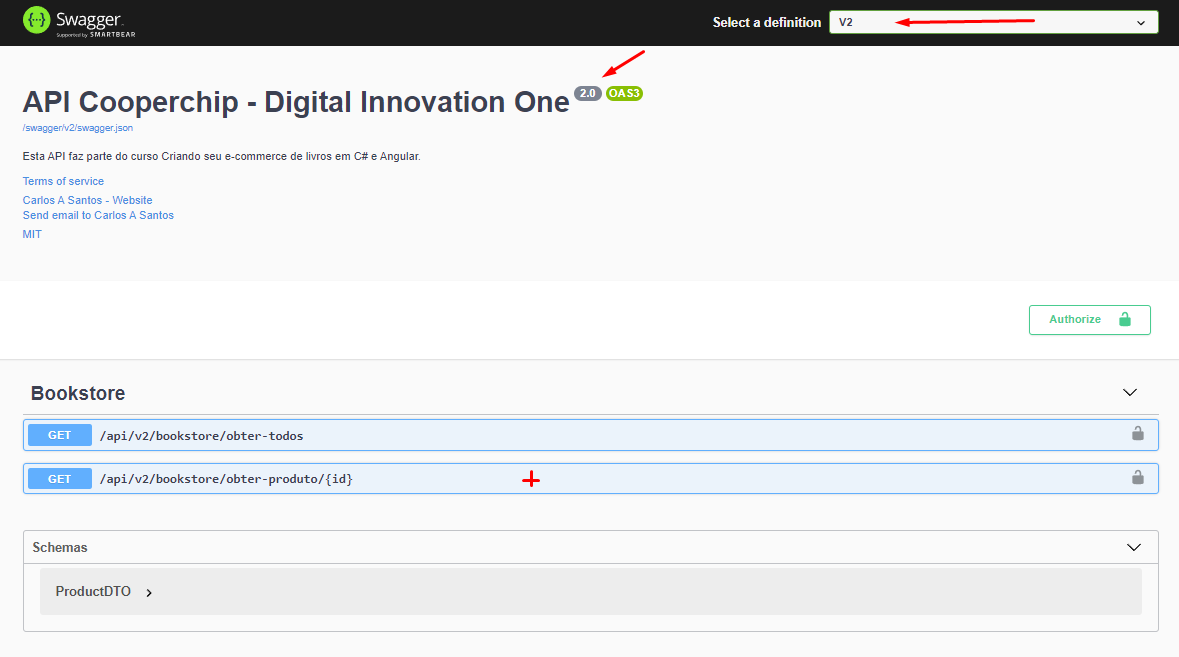 Swagger.
Supported by SMARTBEAR
Select a definition
V2
API Cooperchip - Digital Innovation One 2.0 OAS3
/swagger/v2/swagger.json
Esta API faz parte do curso Criando seu e-commerce de livros em C# e Angular.
Terms of service
Carlos A Santos - Website
Send email to Carlos A Santos
MIT
Authorize
Bookstore
GET /api/v2/bookstore/obter-todos
GET /api/v2/bookstore/obter-produto/{id}
Schemas
ProductDTO